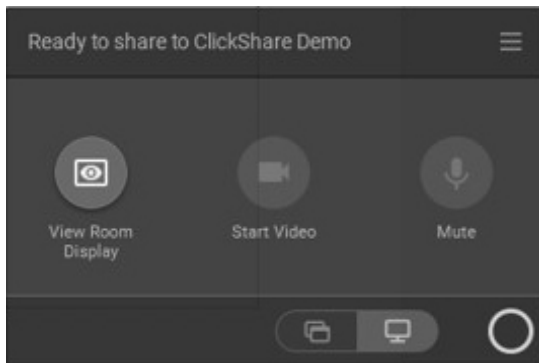 Ready to share to ClickShare Demo
View Room
Display
Start Video
Mute